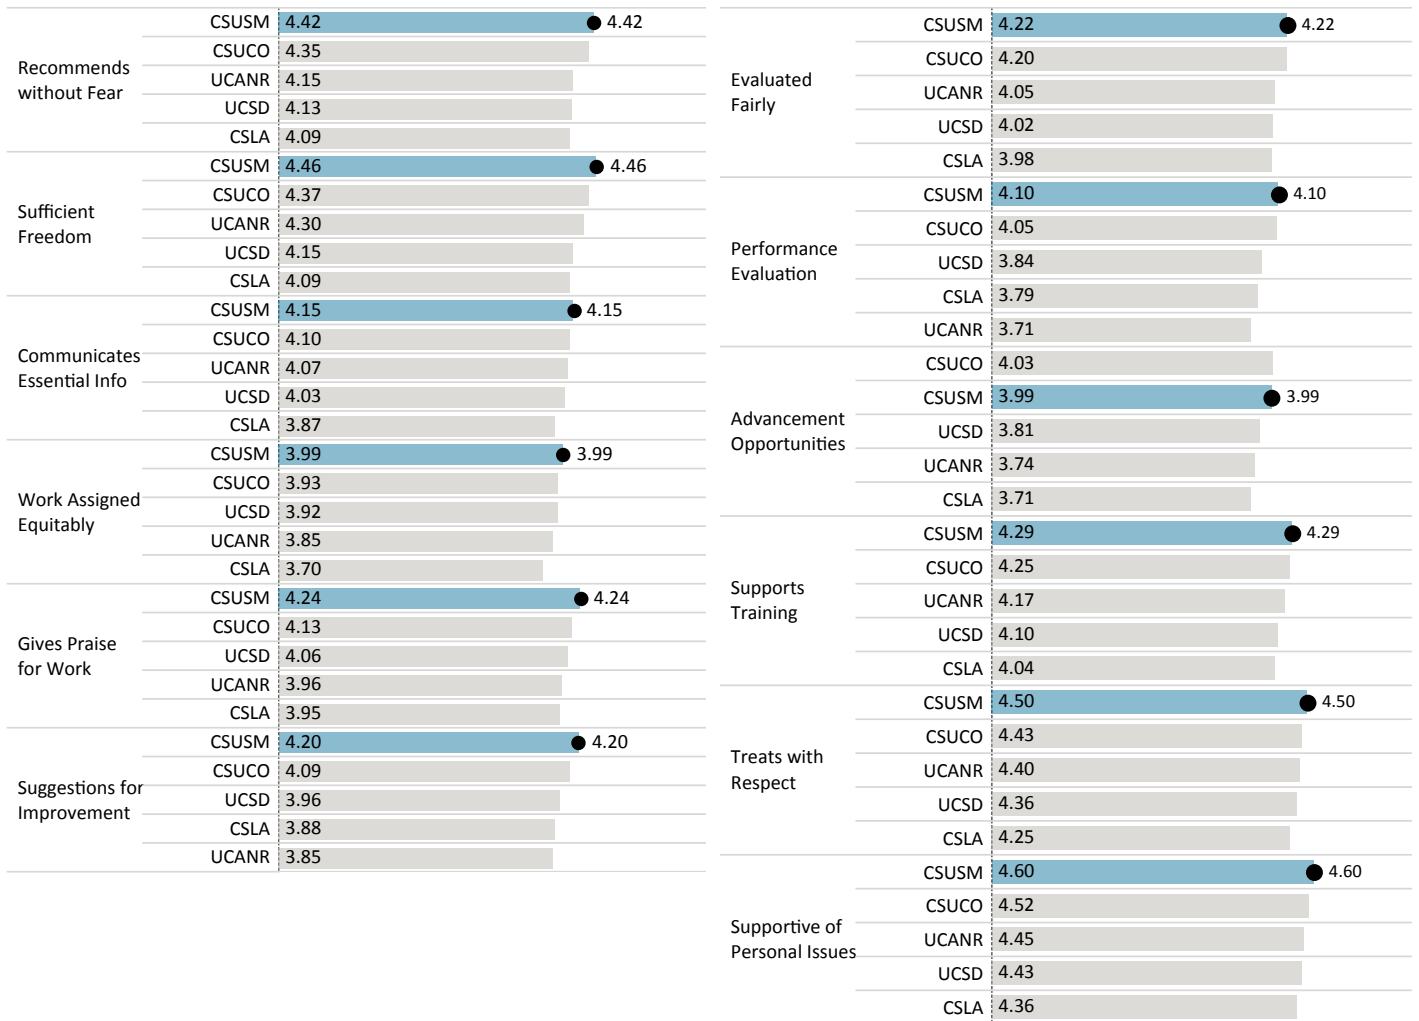 CSUSM 4.42 4.42
CSUCO 4.35
Recommends
without Fear
UCANR 4.15
UCSD 4.13
CSLA 4.09
CSUSM 4.46 4.46
CSUCO 4.37
Sufficient
Freedom
UCANR 4.30
UCSD 4.15
CSLA 4.09
CSUSM 4.15 4.15
CSUCO 4.10
Communicates
Essential Info
UCANR 4.07
UCSD 4.03
CSLA 3.87
CSUSM 3.99 3.99
CSUCO 3.93
Work Assigned
Equitably
UCSD 3.92
UCANR 3.85
CSLA 3.70
CSUSM 4.24 4.24
CSUCO 4.13
Gives Praise
for Work
UCSD 4.06
UCANR 3.96
CSLA 3.95
CSUSM 4.20 4.20
CSUCO 4.09
Suggestions for
Improvement
UCSD 3.96
CSLA 3.88
UCANR 3.85
CSUSM 4.22 4.22
CSUCO 4.20
Evaluated
Fairly
UCANR 4.05
UCSD 4.02
CSLA 3.98
CSUSM 4.10 4.10
CSUCO 4.05
Performance
Evaluation
UCSD 3.84
CSLA 3.79
UCANR 3.71
CSUCO 4.03
CSUSM 3.99 3.99
Advancement
Opportunities
UCSD 3.81
UCANR 3.74
CSLA 3.71
CSUSM 4.29 4.29
CSUCO 4.25
Supports
Training
UCANR 4.17
UCSD 4.10
CSLA 4.04
CSUSM 4.50 4.50
CSUCO 4.43
Treats with
Respect
UCANR 4.40
UCSD 4.36
CSLA 4.25
CSUSM 4.60 4.60
CSUCO 4.52
Supportive of
Personal Issues
UCANR 4.45
UCSD 4.43
CSLA 4.36